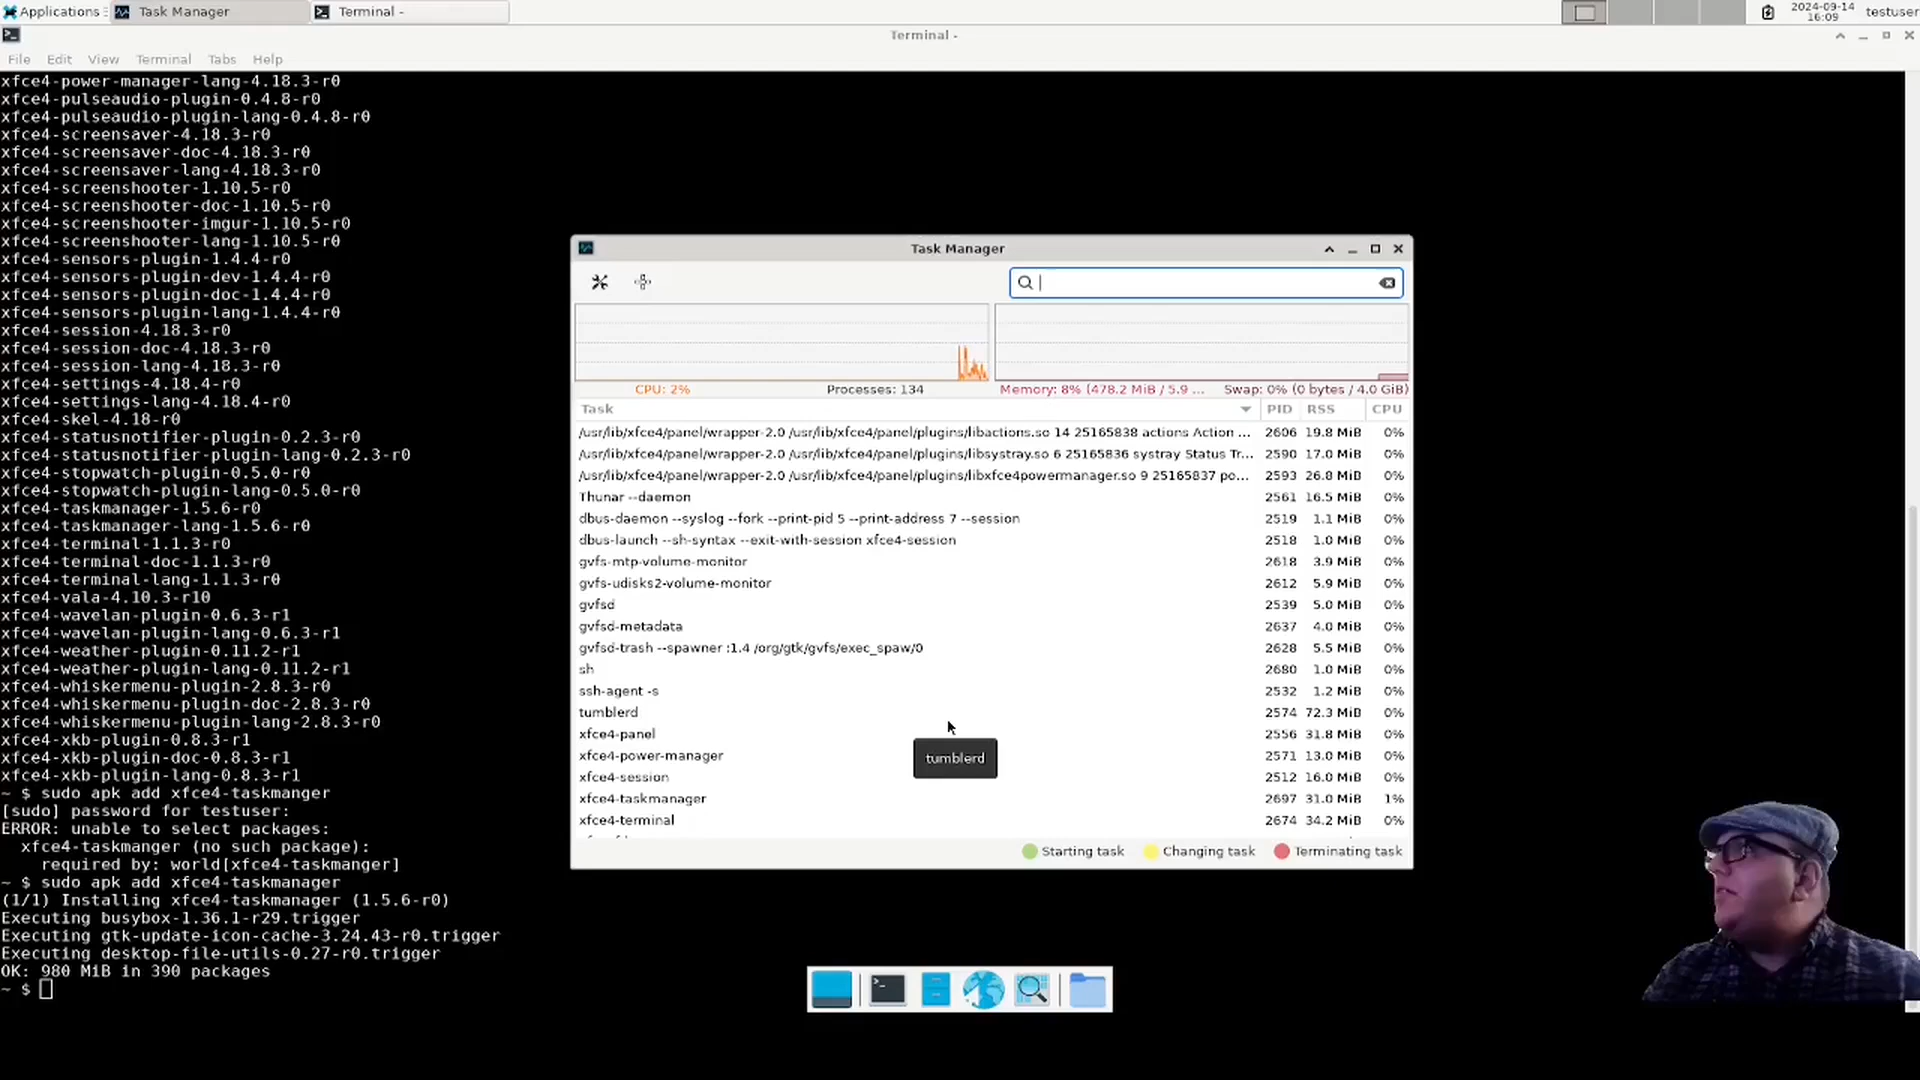 Applications
Task Manager
Terminal -
2024-09-14
16:09
testuser
Terminal -
File Edit View Terminal Tabs Help
xfce4-power-manager-lang-4.18.3-r0
xfce4-pulseaudio-plugin-0.4.8-r0
xfce4-pulseaudio-plugin-lang-0.4.8-r0
xfce4-screensaver-4.18.3-r0
xfce4-screensaver-doc-4.18.3-r0
xfce4-screensaver-lang-4.18.3-r0
xfce4-screenshooter-1.10.5-r0
xfce4-screenshooter-doc-1.10.5-r0
xfce4-screenshooter-imgur-1.10.5-r0
xfce4-screenshooter-lang-1.10.5-r0
xfce4-sensors-plugin-1.4.4-r0
xfce4-sensors-plugin-dev-1.4.4-r0
xfce4-sensors-plugin-doc-1.4.4-r0
xfce4-sensors-plugin-lang-1.4.4-r0
xfce4-session-4.18.3-r0
xfce4-session-doc-4.18.3-r0
xfce4-session-lang-4.18.3-r0
xfce4-settings-4.18.4-r0
xfce4-settings-lang-4.18.4-r0
xfce4-skel-4.18-r0
xfce4-statusnotifier-plugin-0.2.3-r0
xfce4-statusnotifier-plugin-lang-0.2.3-r0
xfce4-stopwatch-plugin-0.5.0-r0
xfce4-stopwatch-plugin-lang-0.5.0-r0
xfce4-taskmanager-1.5.6-r0
xfce4-taskmanager-lang-1.5.6-r0
xfce4-terminal-1.1.3-r0
xfce4-terminal-doc-1.1.3-r0
xfce4-terminal-lang-1.1.3-r0
xfce4-vala-4.10.3-r10
xfce4-wavelan-plugin-0.6.3-r1
xfce4-wavelan-plugin-lang-0.6.3-r1
xfce4-weather-plugin-0.11.2-r1
xfce4-weather-plugin-lang-0.11.2-r1
xfce4-whiskermenu-plugin-2.8.3-r0
xfce4-whiskermenu-plugin-doc-2.8.3-r0
xfce4-whiskermenu-plugin-lang-2.8.3-r0
xfce4-xkb-plugin-0.8.3-r1
xfce4-xkb-plugin-doc-0.8.3-r1
xfce4-xkb-plugin-lang-0.8.3-r1
~ $ sudo apk add xfce4-taskmanger
[sudo] password for testuser:
ERROR: unable to select packages:
xfce4-taskmanger (no such package):
required by: world[xfce4-taskmanger]
~ $ sudo apk add xfce4-taskmanager
(1/1) Installing xfce4-taskmanager (1.5.6-r0)
Executing busybox-1.36.1-r29.trigger
Executing gtk-update-icon-cache-3.24.43-r0.trigger
Executing desktop-file-utils-0.27-r0.trigger
OK: 980 MiB in 390 packages
~ $
Task Manager
CPU: 2% Processes: 134 Memory: 8% (478.2 MiB / 5.9 ... Swap: 0% (0 bytes / 4.0 GiB)
Task PID RSS CPU
/usr/lib/xfce4/panel/wrapper-2.0 /usr/lib/xfce4/panel/plugins/libactions.so 14 25165838 actions Action ... 2606 19.8 MiB 0%
/usr/lib/xfce4/panel/wrapper-2.0 /usr/lib/xfce4/panel/plugins/libsystray.so 6 25165836 systray Status Tr... 2590 17.0 MiB 0%
/usr/lib/xfce4/panel/wrapper-2.0 /usr/lib/xfce4/panel/plugins/libxfce4powermanager.so 9 25165837 po... 2593 26.8 MiB 0%
Thunar --daemon 2561 16.5 MiB 0%
dbus-daemon --syslog --fork --print-pid 5 --print-address 7 --session 2519 1.1 MiB 0%
dbus-launch --sh-syntax --exit-with-session xfce4-session 2518 1.0 MiB 0%
gvfs-mtp-volume-monitor 2618 3.9 MiB 0%
gvfs-udisks2-volume-monitor 2612 5.9 MiB 0%
gvfsd 2539 5.0 MiB 0%
gvfsd-metadata 2637 4.0 MiB 0%
gvfsd-trash --spawner :1.4 /org/gtk/gvfs/exec_spaw/0 2628 5.5 MiB 0%
sh 2680 1.0 MiB 0%
ssh-agent -s 2532 1.2 MiB 0%
tumblerd 2574 72.3 MiB 0%
xfce4-panel 2556 31.8 MiB 0%
xfce4-power-manager 2571 13.0 MiB 0%
tumblerd
xfce4-session 2512 16.0 MiB 0%
xfce4-taskmanager 2697 31.0 MiB 1%
xfce4-terminal 2674 34.2 MiB 0%
Starting task Changing task Terminating task